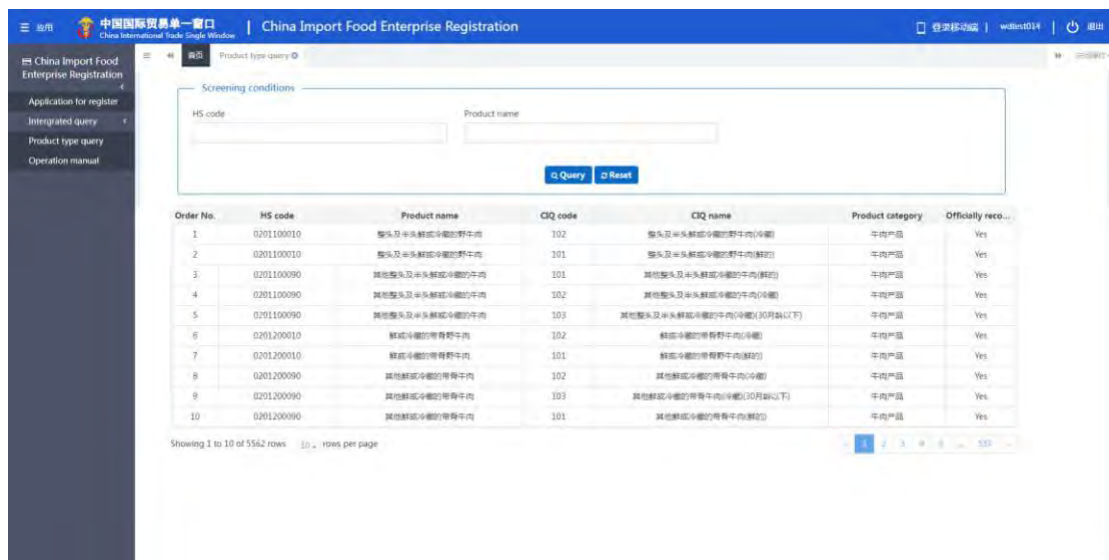 应用 中国国际贸易单一窗口 China International Trade Single Window | China Import Food Enterprise Registration 登录移动端 | wdtest014 | 退出
China Import Food Enterprise Registration
首页 Product type query
Application for register
Intergrated query
Product type query
Operation manual
Screening conditions
HS code Product name
Query Reset
Order No. HS code Product name CIQ code CIQ name Product category Officially reco...
1 0201100010 整头及半头鲜或冷藏的野牛肉 102 整头及半头鲜或冷藏的野牛肉(冷藏) 牛肉产品 Yes
2 0201100010 整头及半头鲜或冷藏的野牛肉 101 整头及半头鲜或冷藏的野牛肉(鲜的) 牛肉产品 Yes
3 0201100090 其他整头及半头鲜或冷藏的牛肉 101 其他整头及半头鲜或冷藏的牛肉(鲜的) 牛肉产品 Yes
4 0201100090 其他整头及半头鲜或冷藏的牛肉 102 其他整头及半头鲜或冷藏的牛肉(冷藏) 牛肉产品 Yes
5 0201100090 其他整头及半头鲜或冷藏的牛肉 103 其他整头及半头鲜或冷藏的牛肉(冷藏)(30月龄以下) 牛肉产品 Yes
6 0201200010 鲜或冷藏的带骨野牛肉 102 鲜或冷藏的带骨野牛肉(冷藏) 牛肉产品 Yes
7 0201200010 鲜或冷藏的带骨野牛肉 101 鲜或冷藏的带骨野牛肉(鲜的) 牛肉产品 Yes
8 0201200090 其他鲜或冷藏的带骨牛肉 102 其他鲜或冷藏的带骨牛肉(冷藏) 牛肉产品 Yes
9 0201200090 其他鲜或冷藏的带骨牛肉 103 其他鲜或冷藏的带骨牛肉(冷藏)(30月龄以下) 牛肉产品 Yes
10 0201200090 其他鲜或冷藏的带骨牛肉 101 其他鲜或冷藏的带骨牛肉(鲜的) 牛肉产品 Yes
Showing 1 to 10 of 5562 rows 10 rows per page 1 2 3 4 5 ...